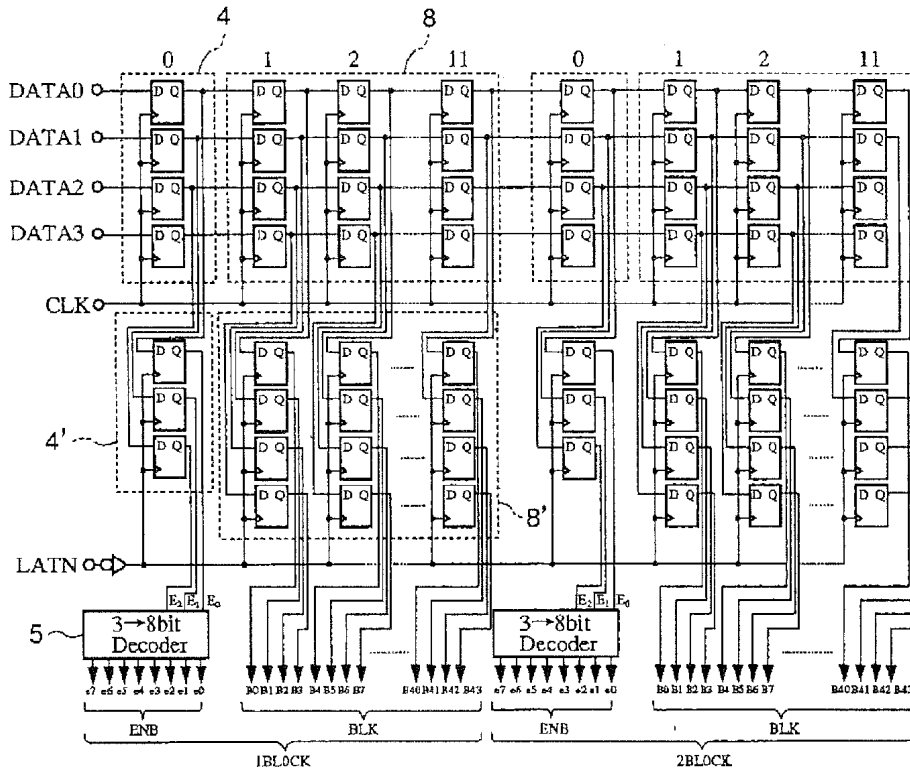 4 8
0 1 2 11 0 1 2 11
DATA0 D Q D Q D Q D Q D Q D Q D Q D Q
DATA1 D Q D Q D Q D Q D Q D Q D Q D Q
DATA2 D Q D Q D Q D Q D Q D Q D Q D Q
DATA3 D Q D Q D Q D Q D Q D Q D Q D Q
CLK
D Q D Q D Q D Q D Q D Q D Q D Q
D Q D Q D Q D Q D Q D Q D Q D Q
4' D Q D Q D Q D Q D Q D Q D Q D Q
D Q D Q D Q D Q D Q D Q
8'
LATN
E2 E1 E0 E2 E1 E0
5 3→8bit Decoder 3→8bit Decoder
e7 e6 e5 e4 e3 e2 e1 e0 B0 B1 B2 B3 B4 B5 B6 B7 B40 B41 B42 B43 e7 e6 e5 e4 e3 e2 e1 e0 B0 B1 B2 B3 B4 B5 B6 B7 B40 B41 B42
ENB BLK ENB BLK
1BLOCK 2BLOCK